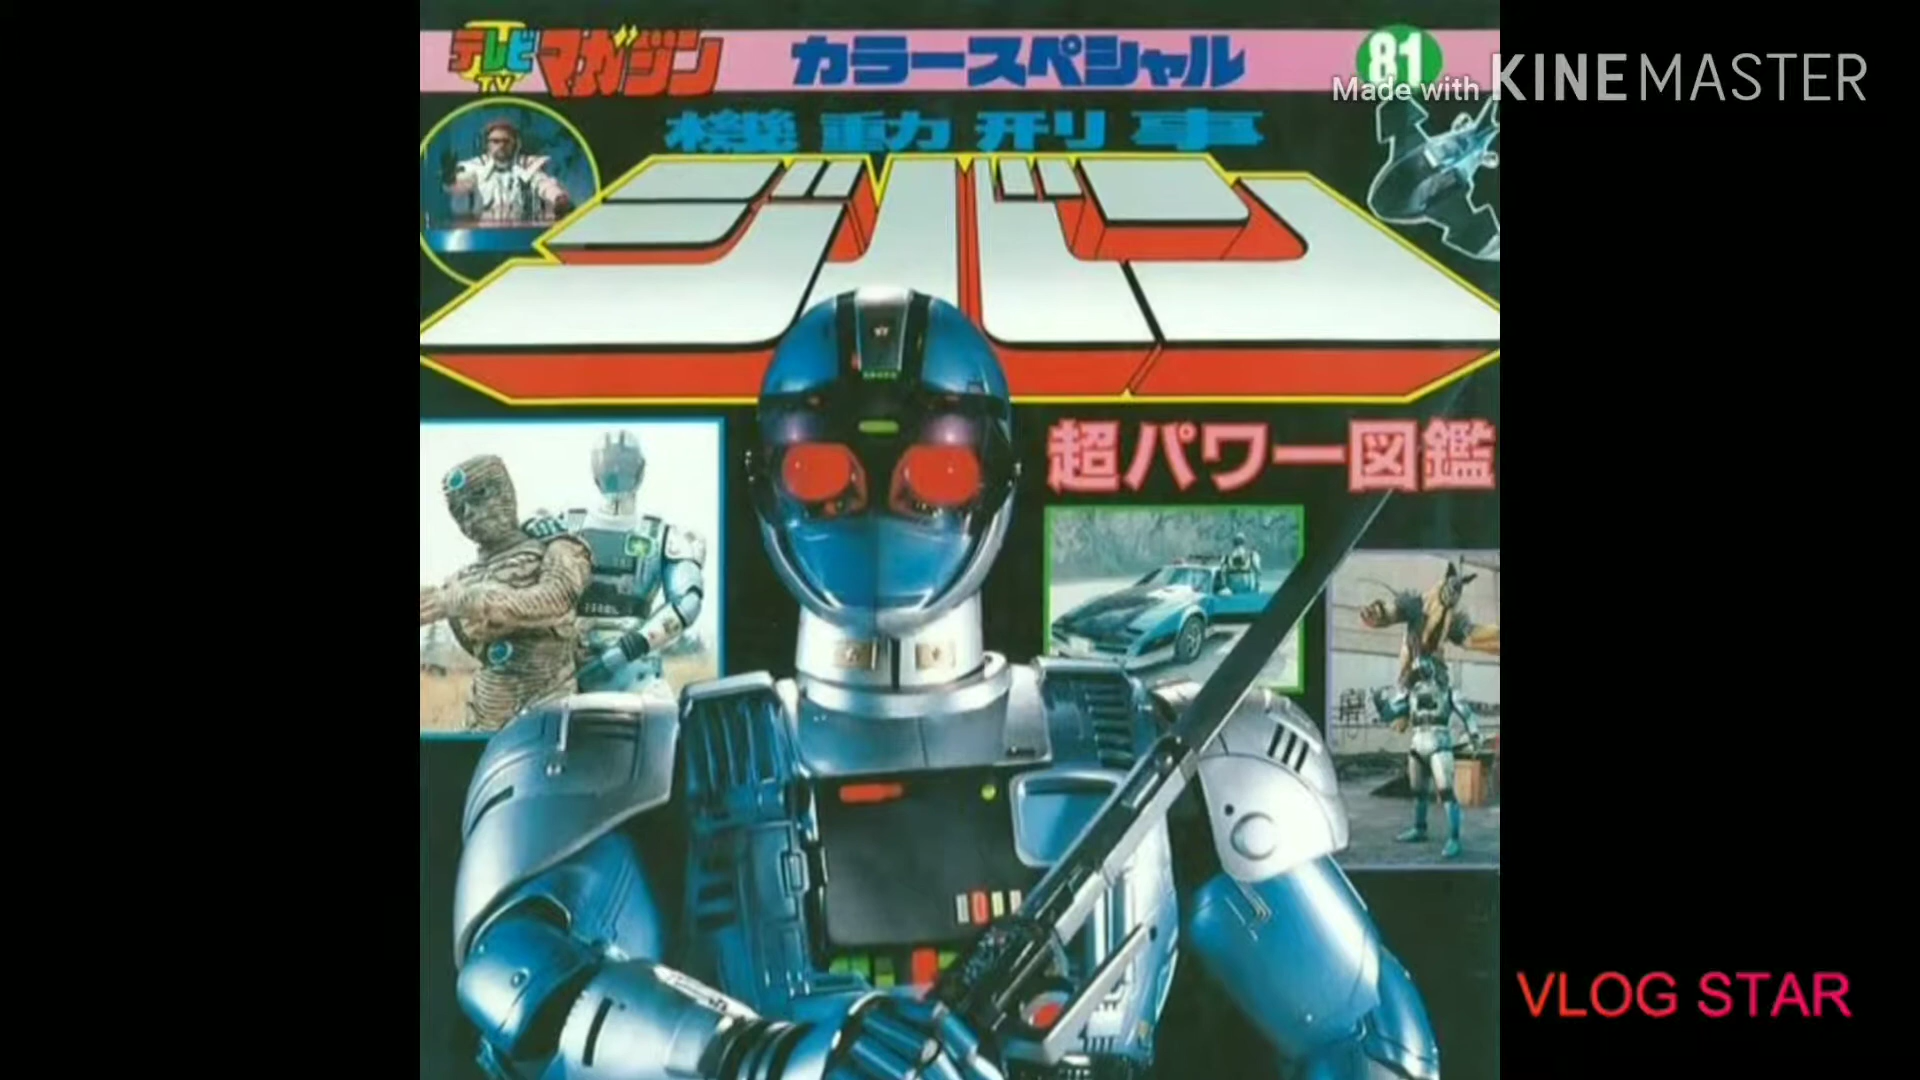 テレビマガジン カラースペシャル 81
TV
Made with KINEMASTER
機動刑事
ジバン
超パワー図鑑
VLOG STAR